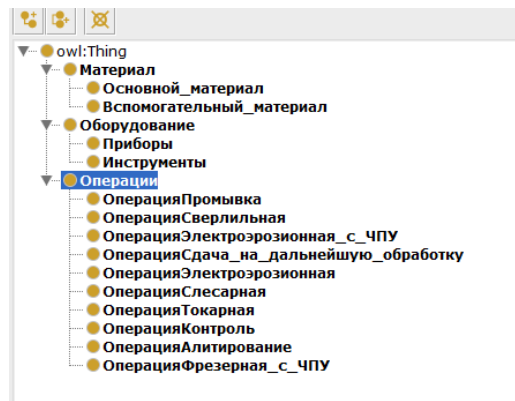 owl:Thing
Материал
Основной_материал
Вспомогательный_материал
Оборудование
Приборы
Инструменты
Операции
ОперацияПромывка
ОперацияСверлильная
ОперацияЭлектроэрозионная_с_ЧПУ
ОперацияСдача_на_дальнейшую_обработку
ОперацияЭлектроэрозионная
ОперацияСлесарная
ОперацияТокарная
ОперацияКонтроль
ОперацияАлитирование
ОперацияФрезерная_с_ЧПУ